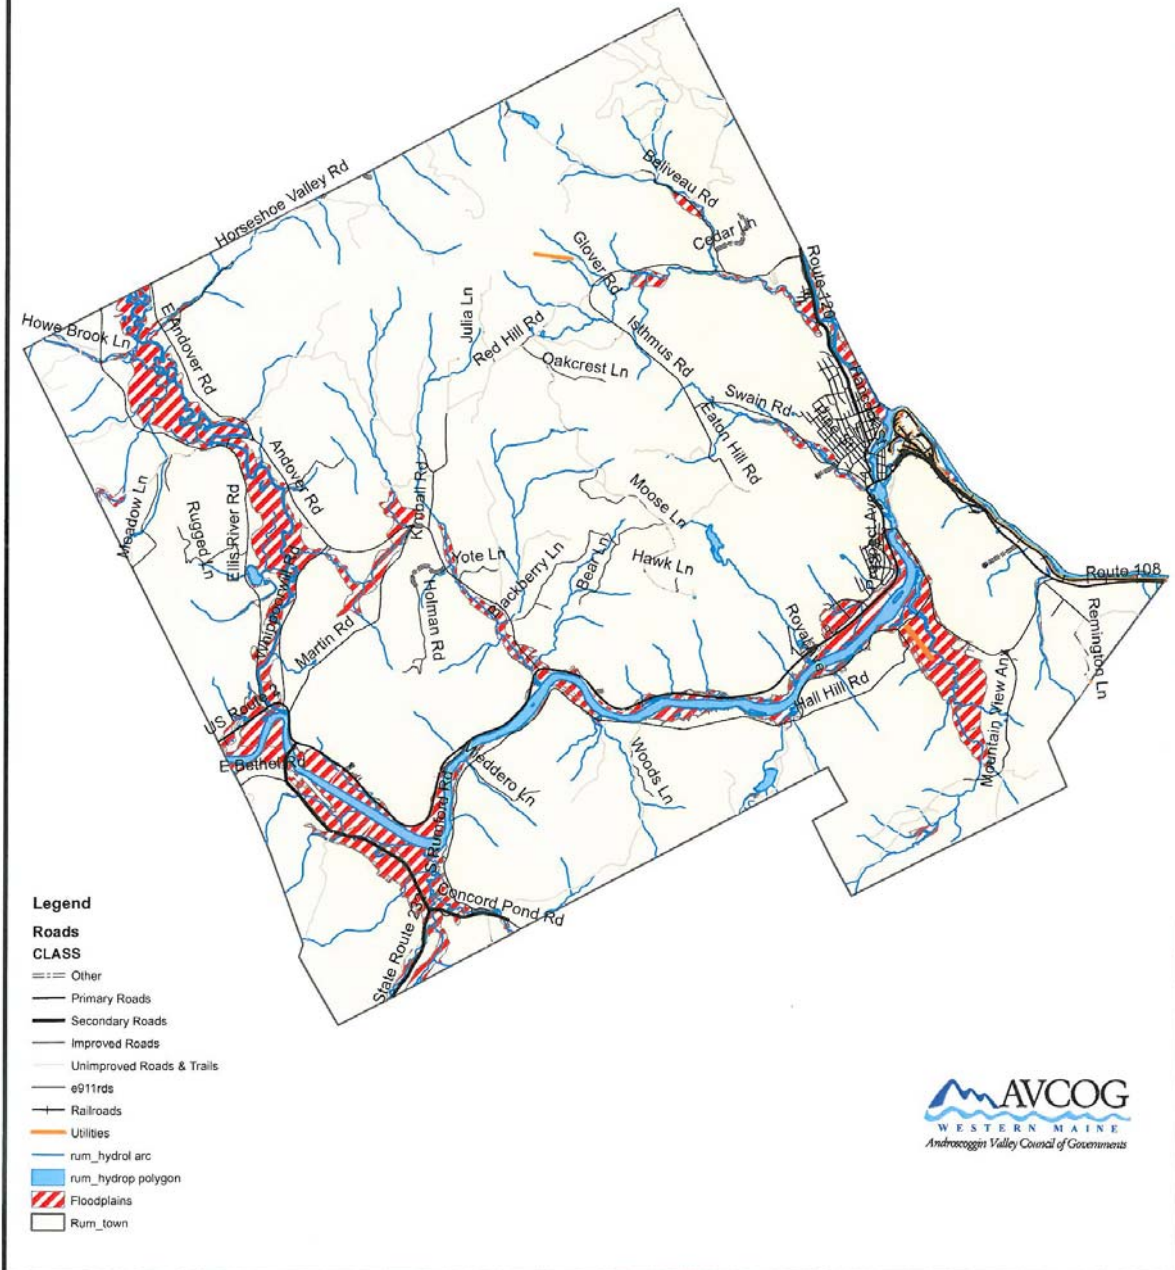 Horseshoe Valley Rd
Beliveau Rd
Cedar Ln
Glover Rd
Route 120
Howe Brook Ln
E Andover Rd
Julia Ln
Red Hill Rd
Isthmus Rd
Oakcrest Ln
Swain Rd
Eaton Hill Rd
Andover Rd
Meadow Ln
Rugged Ln
Ellis River Rd
Kimball Rd
Moose Ln
Prospect Ave
Yote Ln
Blackberry Ln
Bear Ln
Hawk Ln
Route 108
Remington Ln
Holman Rd
Whippoorwill Rd
Martin Rd
Hall Hill Rd
Mountain View Ann
US Route 2
E Bethel Rd
Meddero Ln
Woods Ln
S Rumford Rd
Concord Pond Rd
State Route 232
Legend
Roads
CLASS
Other
Primary Roads
Secondary Roads
Improved Roads
Unimproved Roads & Trails
e911rds
Railroads
Utilities
rum_hydrol arc
rum_hydrop polygon
Floodplains
Rum_town
AVCOG
WESTERN MAINE
Androscoggin Valley Council of Governments